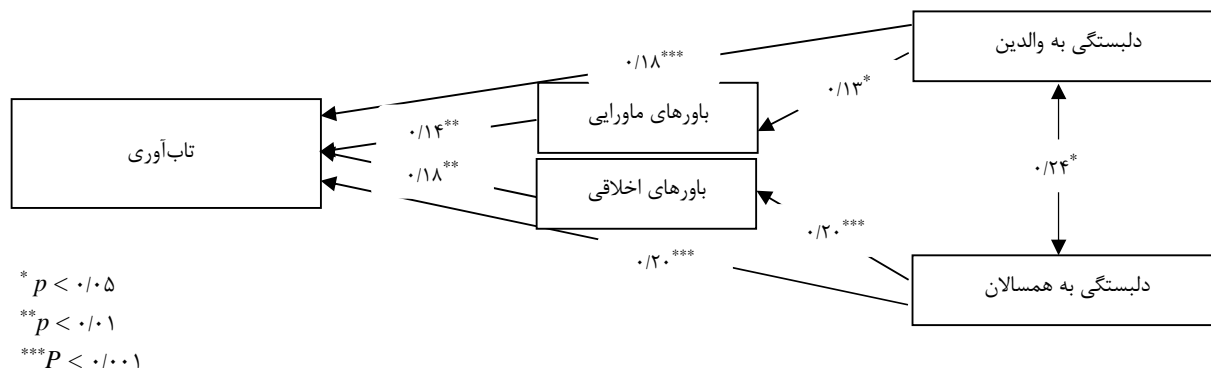 دلبستگی به والدین
۰/۱۸***
۰/۱۳*
باورهای ماورایی
۰/۱۴**
تاب‌آوری
۰/۲۴*
۰/۱۸**
باورهای اخلاقی
۰/۲۰***
۰/۲۰***
دلبستگی به همسالان
* p < ۰/۰۵
**p < ۰/۰۱
***P < ۰/۰۰۱